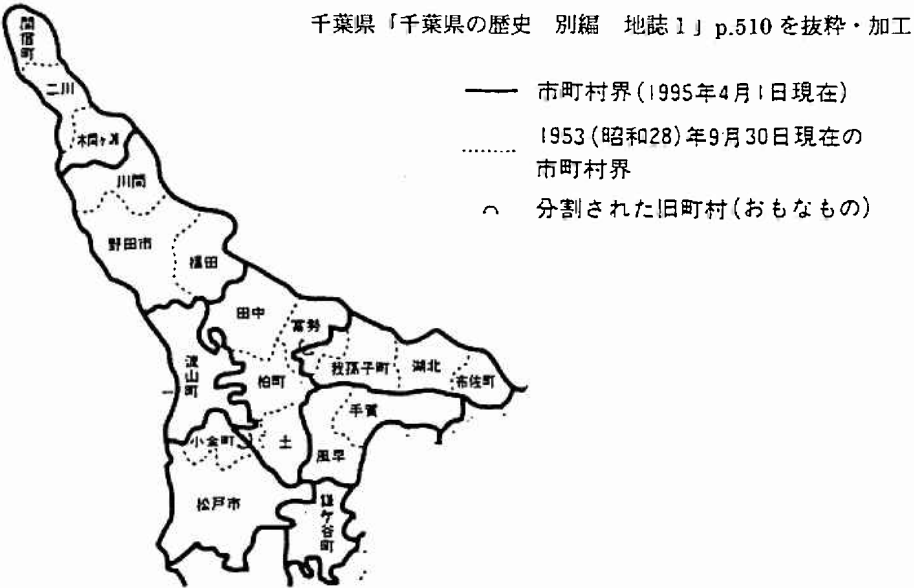 千葉県「千葉県の歴史 別編 地誌1」p.510を抜粋・加工
市町村界(1995年4月1日現在)
1953(昭和28)年9月30日現在の
市町村界
分割された旧町村(おもなもの)
関宿町
二川
木間ヶ瀬
川間
野田市
福田
田中
富勢
流山町
柏町
我孫子町
湖北
布佐町
手賀
小金町
土
風早
松戸市
鎌ケ谷町